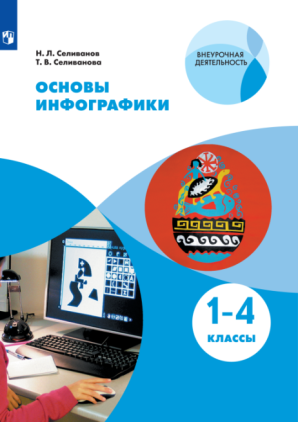 Н. Л. Селиванов
Т. В. Селиванова
ВНЕУРОЧНАЯ
ДЕЯТЕЛЬНОСТЬ
ОСНОВЫ
ИНФОГРАФИКИ
1–4
КЛАССЫ